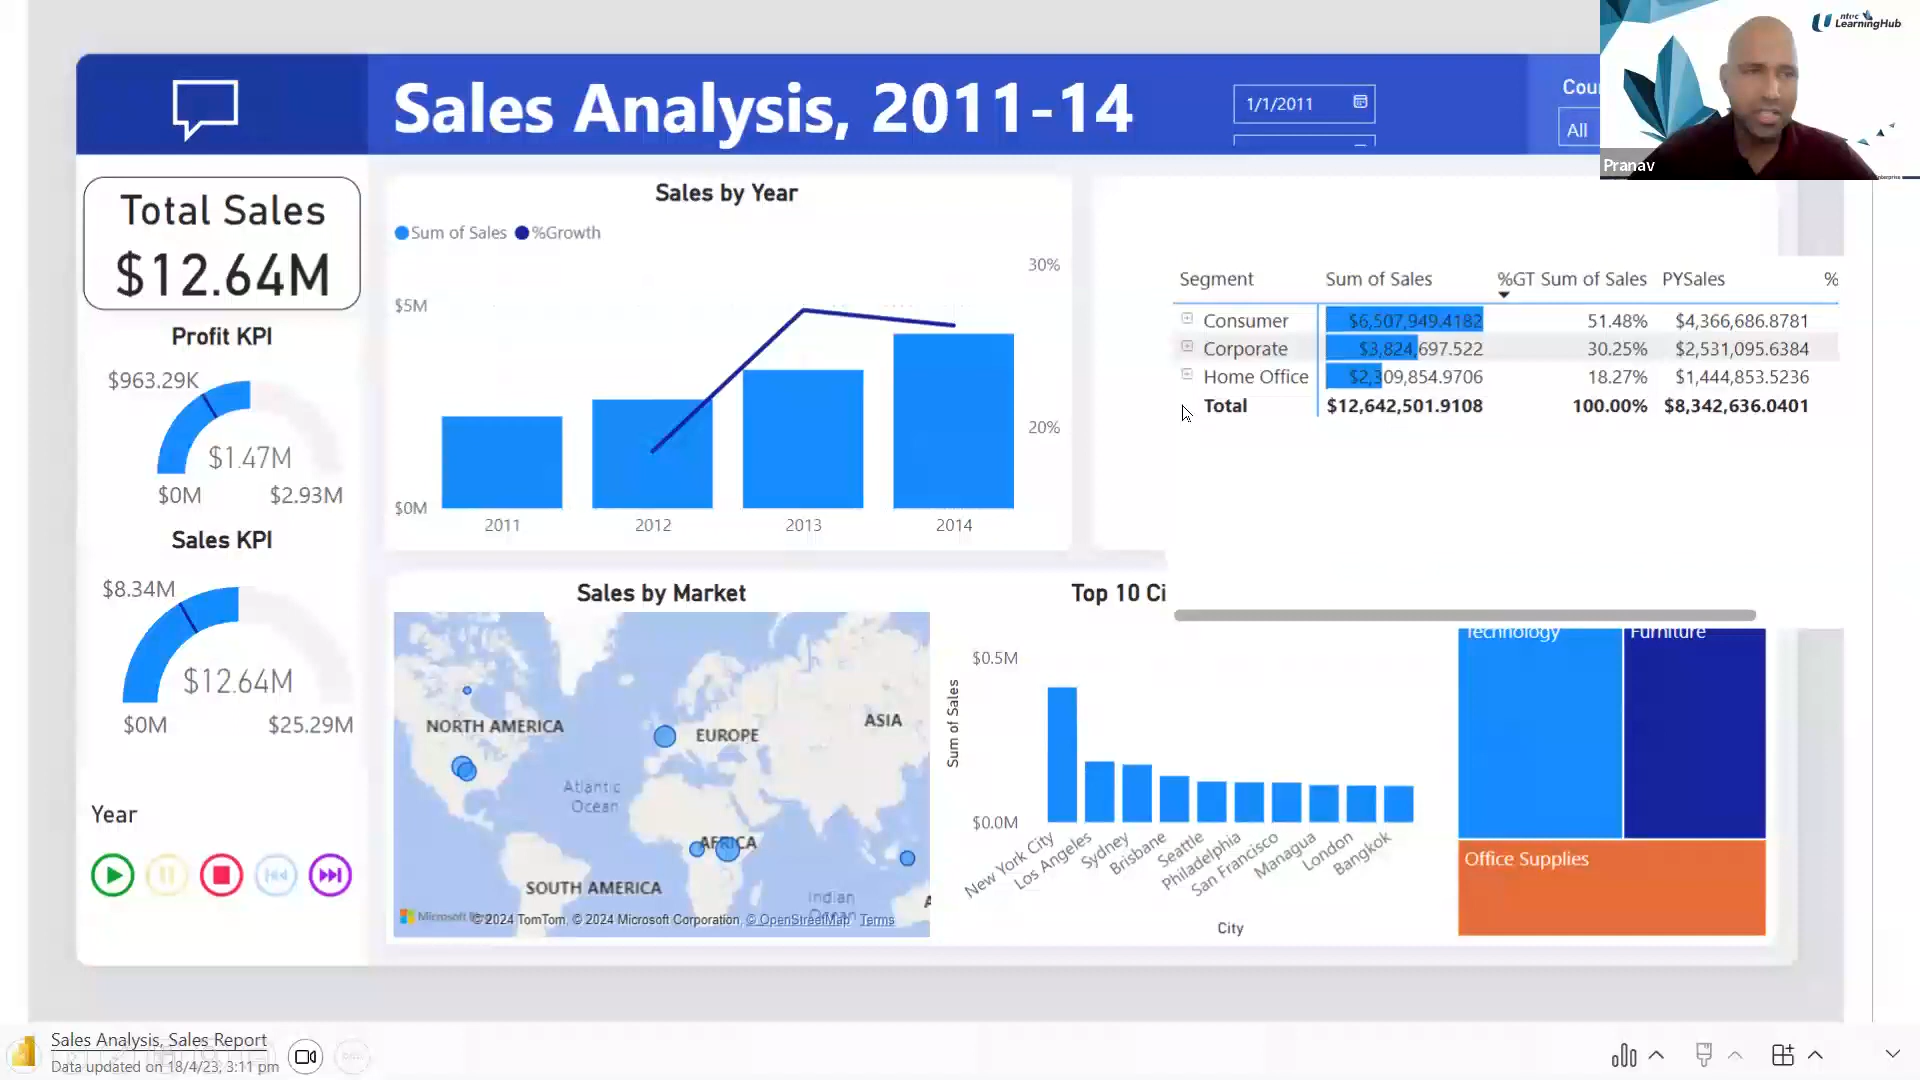 ntuc
LearningHub
Pranav
Sales Analysis, 2011-14
1/1/2011
Cou
All
Total Sales
$12.64M
Profit KPI
$963.29K
$1.47M
$0M
$2.93M
Sales KPI
$8.34M
$12.64M
$0M
$25.29M
Year
Sales by Year
Sum of Sales
%Growth
30%
$5M
20%
$0M
2011
2012
2013
2014
Segment Sum of Sales %GT Sum of Sales PYSales %
Consumer $6,507,949.4182 51.48% $4,366,686.8781
Corporate $3,824,697.522 30.25% $2,531,095.6384
Home Office $2,309,854.9706 18.27% $1,444,853.5236
Total $12,642,501.9108 100.00% $8,342,636.0401
Sales by Market
NORTH AMERICA
EUROPE
ASIA
Atlantic
Ocean
AFRICA
SOUTH AMERICA
Indian
Ocean
A
Microsoft
© 2024 TomTom, © 2024 Microsoft Corporation, © OpenStreetMap Terms
Top 10 Ci
$0.5M
Sum of Sales
$0.0M
New York City
Los Angeles
Sydney
Brisbane
Seattle
Philadelphia
San Francisco
Managua
London
Bangkok
City
Technology
Furniture
Office Supplies
Sales Analysis, Sales Report
Data updated on 18/4/23, 3:11 pm